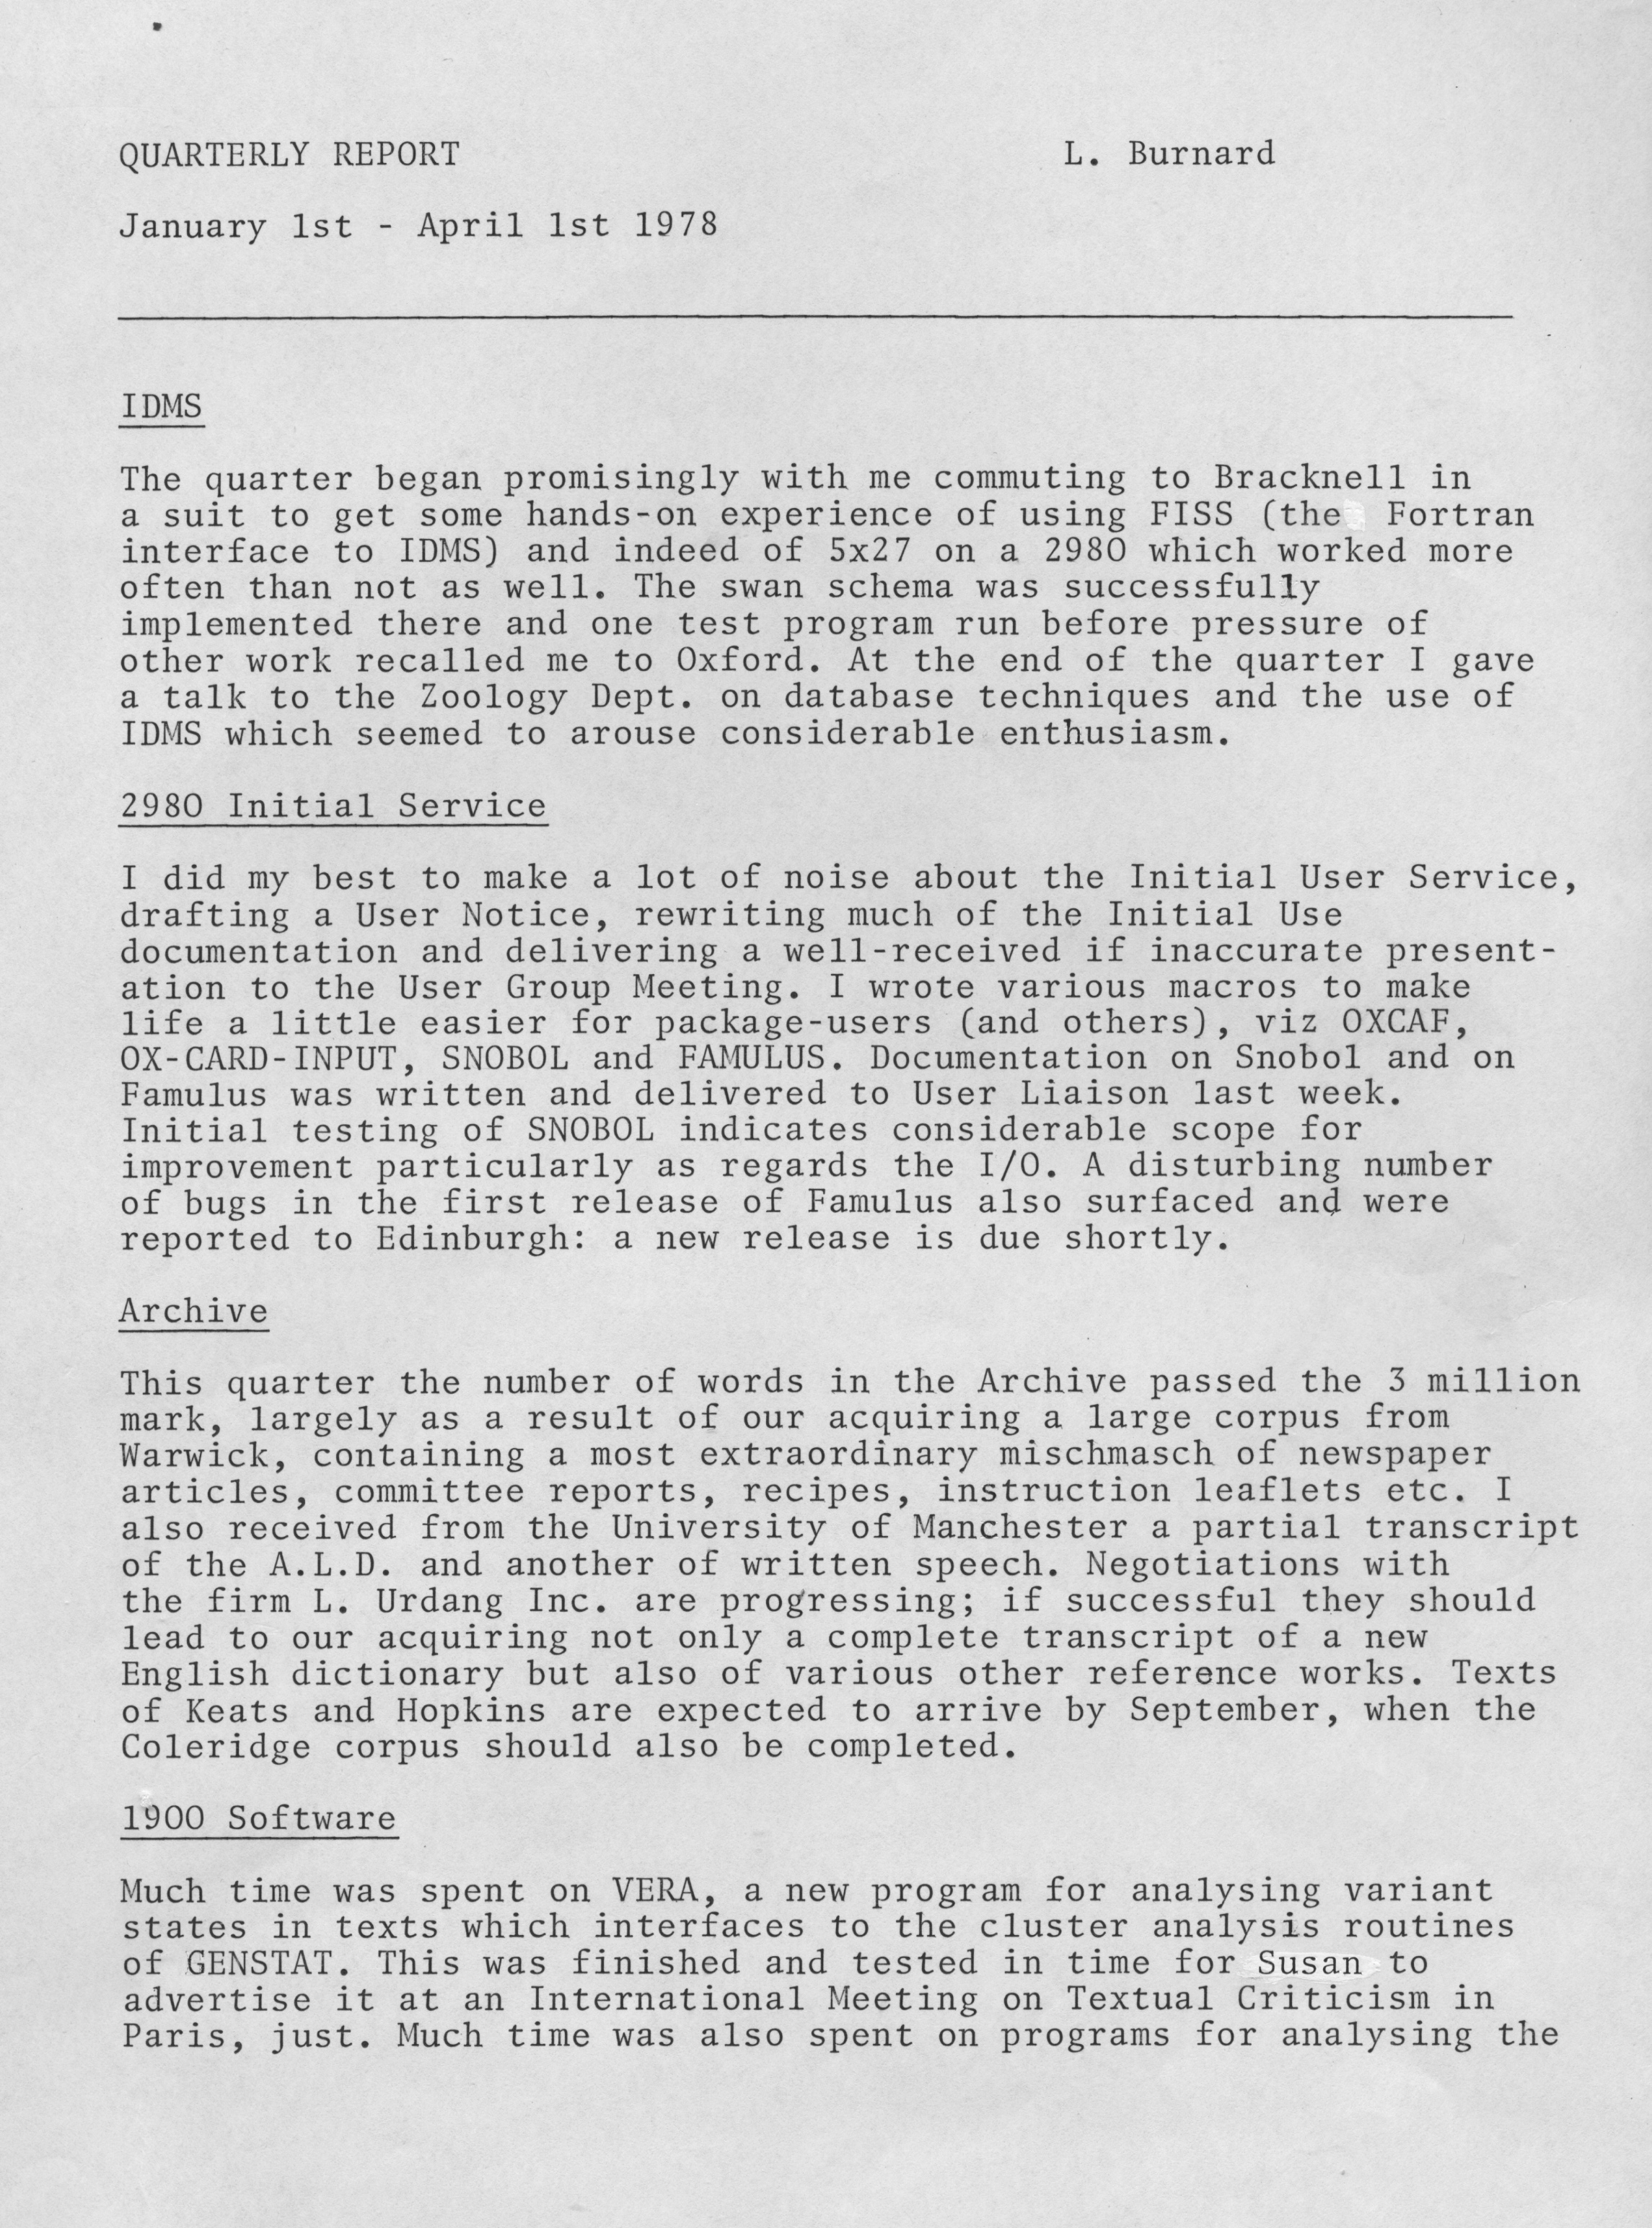 QUARTERLY REPORT L. Burnard
January 1st - April 1st 1978
IDMS
The quarter began promisingly with me commuting to Bracknell in
a suit to get some hands-on experience of using FISS (the Fortran
interface to IDMS) and indeed of 5x27 on a 2980 which worked more
often than not as well. The swan schema was successfully
implemented there and one test program run before pressure of
other work recalled me to Oxford. At the end of the quarter I gave
a talk to the Zoology Dept. on database techniques and the use of
IDMS which seemed to arouse considerable enthusiasm.
2980 Initial Service
I did my best to make a lot of noise about the Initial User Service,
drafting a User Notice, rewriting much of the Initial Use
documentation and delivering a well-received if inaccurate present-
ation to the User Group Meeting. I wrote various macros to make
life a little easier for package-users (and others), viz OXCAF,
OX-CARD-INPUT, SNOBOL and FAMULUS. Documentation on Snobol and on
Famulus was written and delivered to User Liaison last week.
Initial testing of SNOBOL indicates considerable scope for
improvement particularly as regards the I/O. A disturbing number
of bugs in the first release of Famulus also surfaced and were
reported to Edinburgh: a new release is due shortly.
Archive
This quarter the number of words in the Archive passed the 3 million
mark, largely as a result of our acquiring a large corpus from
Warwick, containing a most extraordinary mischmasch of newspaper
articles, committee reports, recipes, instruction leaflets etc. I
also received from the University of Manchester a partial transcript
of the A.L.D. and another of written speech. Negotiations with
the firm L. Urdang Inc. are progressing; if successful they should
lead to our acquiring not only a complete transcript of a new
English dictionary but also of various other reference works. Texts
of Keats and Hopkins are expected to arrive by September, when the
Coleridge corpus should also be completed.
1900 Software
Much time was spent on VERA, a new program for analysing variant
states in texts which interfaces to the cluster analysis routines
of GENSTAT. This was finished and tested in time for Susan to
advertise it at an International Meeting on Textual Criticism in
Paris, just. Much time was also spent on programs for analysing the